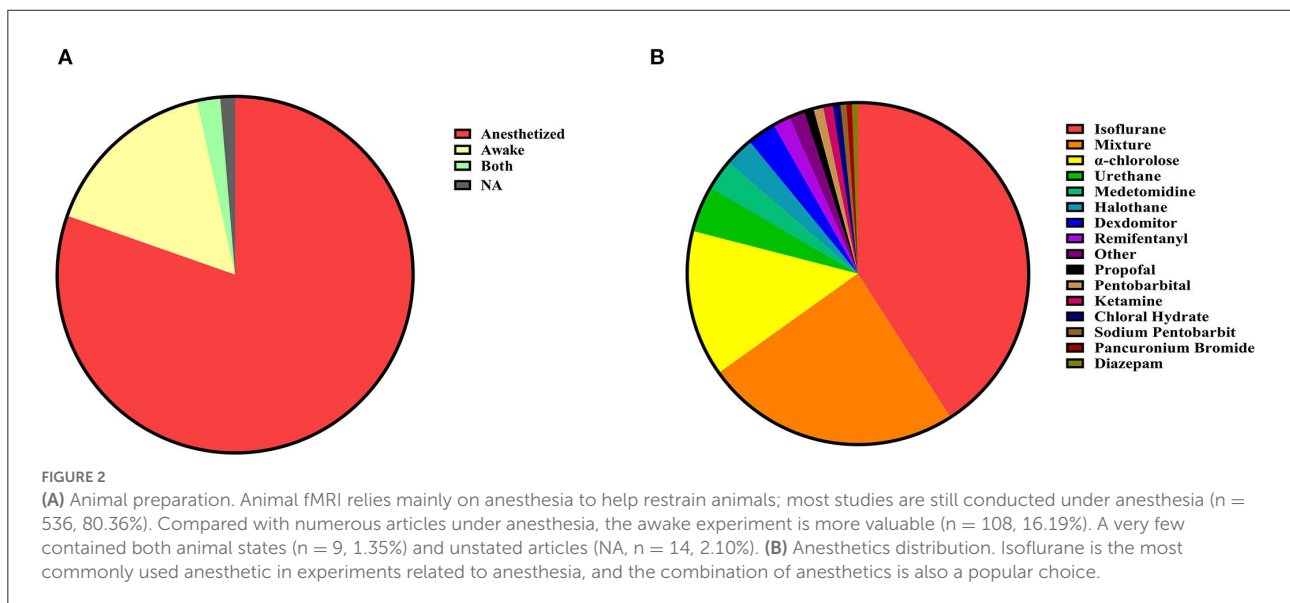 A
Anesthetized
Awake
Both
NA
B
Isoflurane
Mixture
α-chlorolose
Urethane
Medetomidine
Halothane
Dexdomitor
Remifentanyl
Other
Propofal
Pentobarbital
Ketamine
Chloral Hydrate
Sodium Pentobarbit
Pancuronium Bromide
Diazepam
FIGURE 2
(A) Animal preparation. Animal fMRI relies mainly on anesthesia to help restrain animals; most studies are still conducted under anesthesia (n =
536, 80.36%). Compared with numerous articles under anesthesia, the awake experiment is more valuable (n = 108, 16.19%). A very few
contained both animal states (n = 9, 1.35%) and unstated articles (NA, n = 14, 2.10%). (B) Anesthetics distribution. Isoflurane is the most
commonly used anesthetic in experiments related to anesthesia, and the combination of anesthetics is also a popular choice.